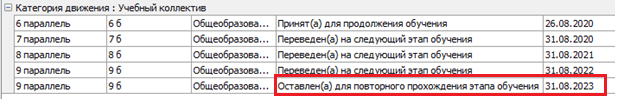 Категория движения : Учебный коллектив
6 параллель 6 б Общеобразова... Принят(а) для продолжения обучения 26.08.2020
7 параллель 7 б Общеобразова... Переведен(а) на следующий этап обучения 31.08.2020
8 параллель 8 б Общеобразова... Переведен(а) на следующий этап обучения 31.08.2021
9 параллель 9 б Общеобразова... Переведен(а) на следующий этап обучения 31.08.2022
9 параллель 9 б Общеобразова... Оставлен(а) для повторного прохождения этапа обучения 31.08.2023